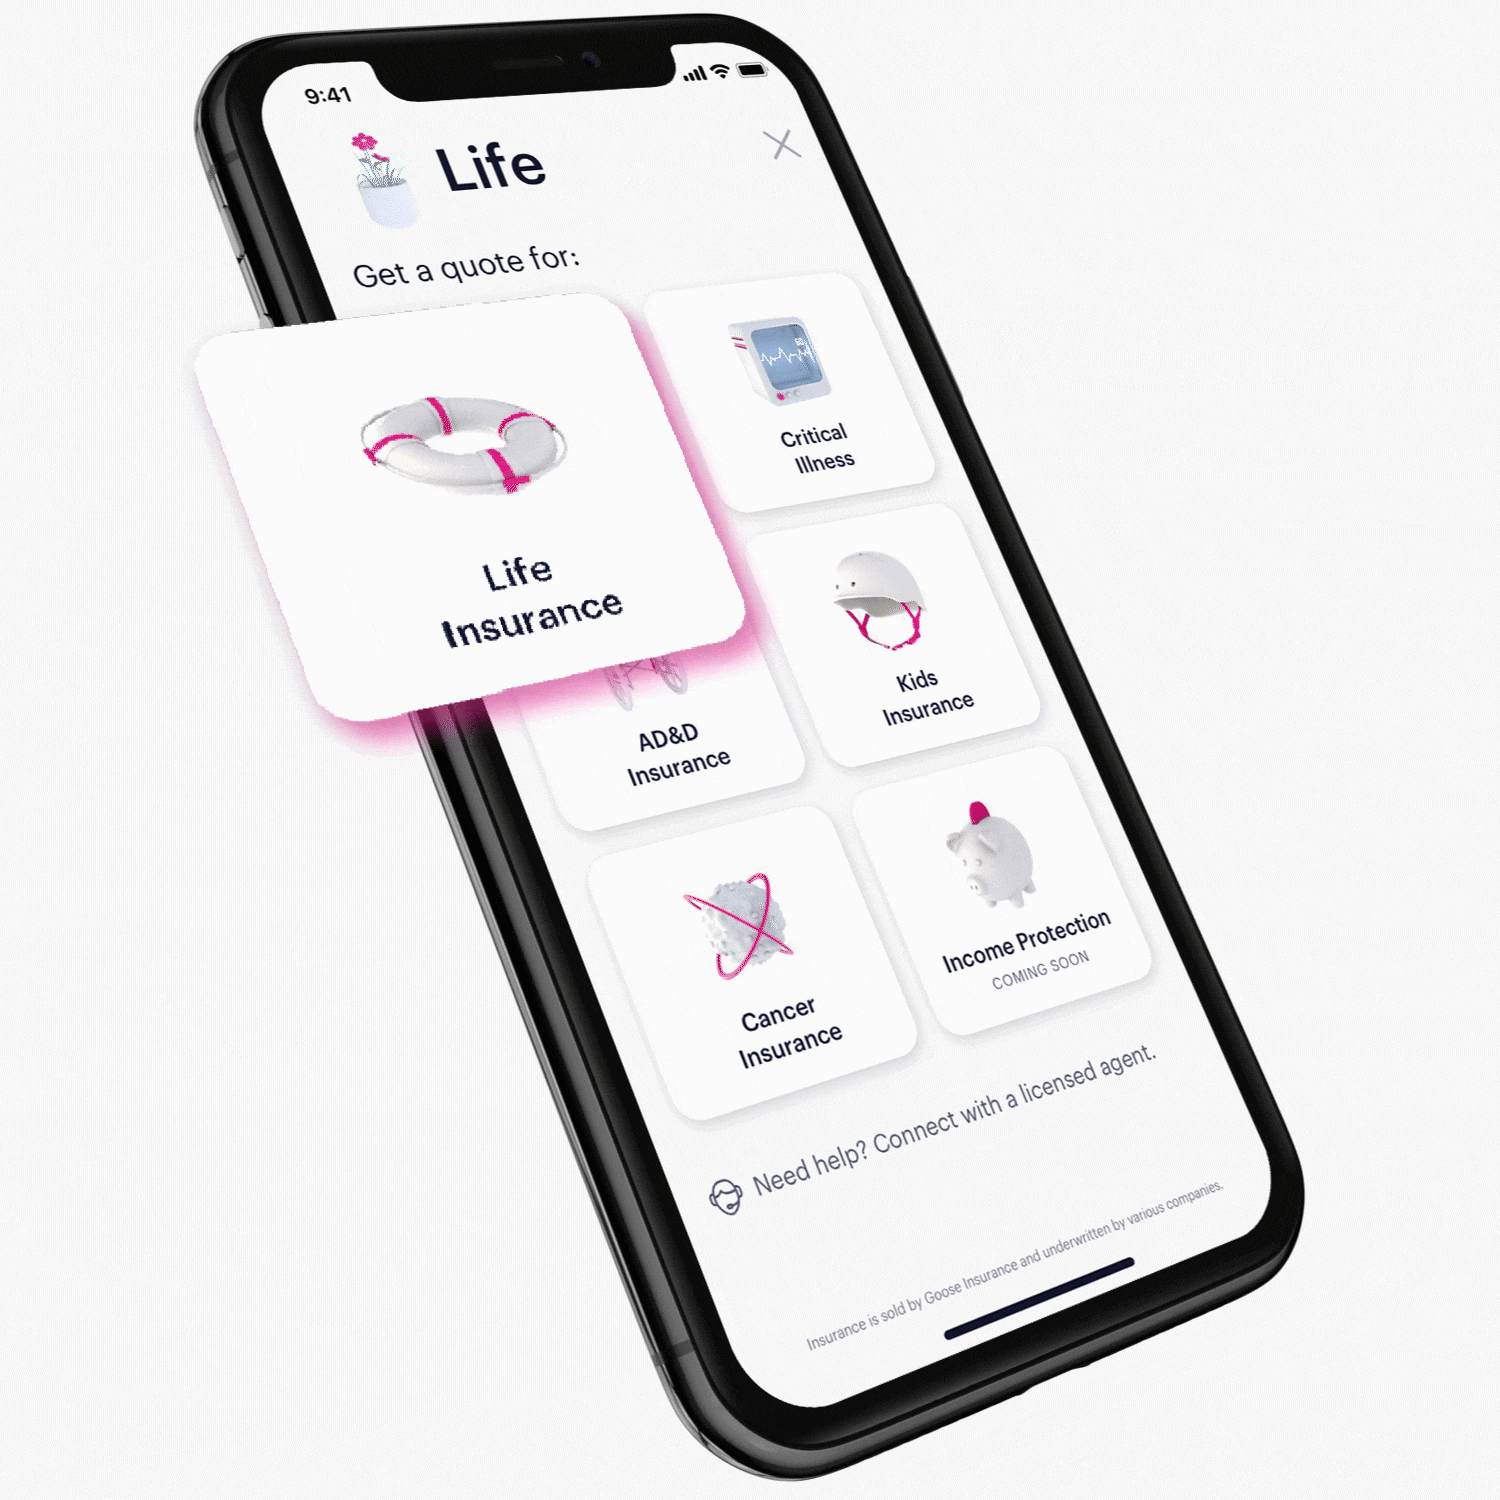 9:41
Life
Get a quote for:
Life
Insurance
Critical
Illness
AD&D
Insurance
Kids
Insurance
Cancer
Insurance
Income Protection
COMING SOON
Need help? Connect with a licensed agent.
Insurance is sold by Goose Insurance and underwritten by various companies.